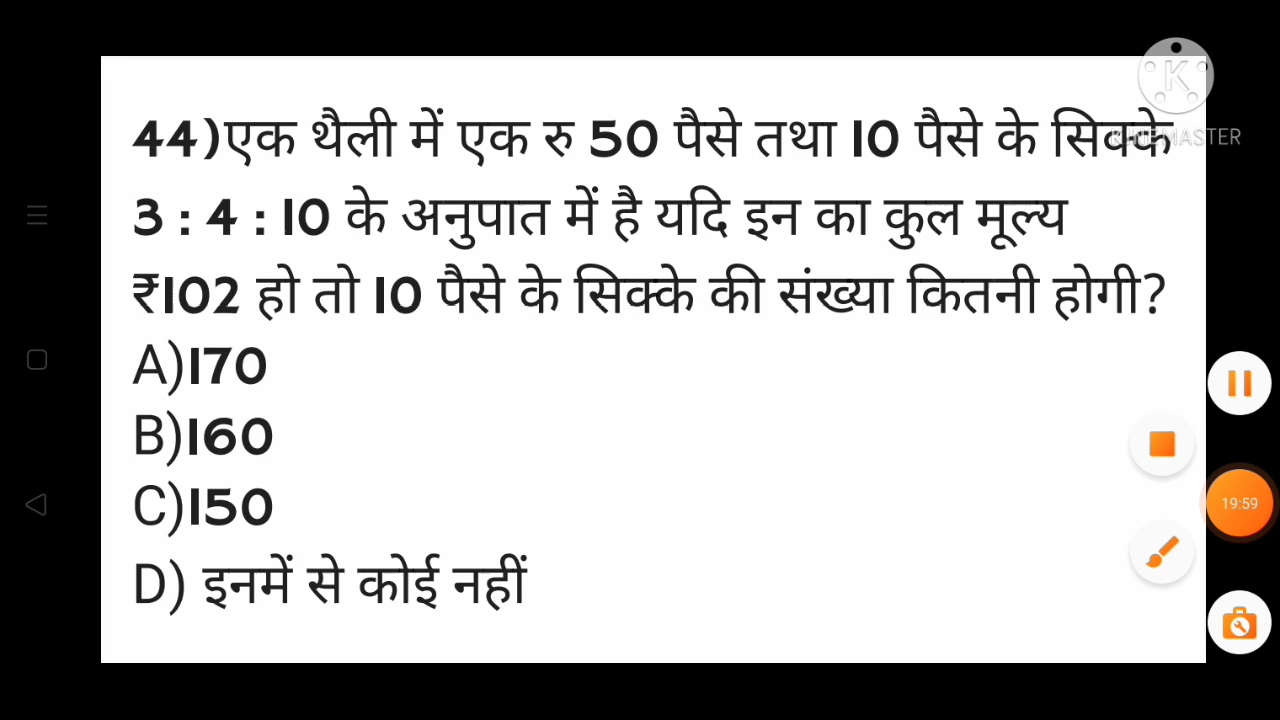 44)एक थैली में एक रु 50 पैसे तथा 10 पैसे के सिक्के
3 : 4 : 10 के अनुपात में है यदि इन का कुल मूल्य
₹102 हो तो 10 पैसे के सिक्के की संख्या कितनी होगी?
A)170
B)160
C)150
D) इनमें से कोई नहीं
K
KINEMASTER
19:59